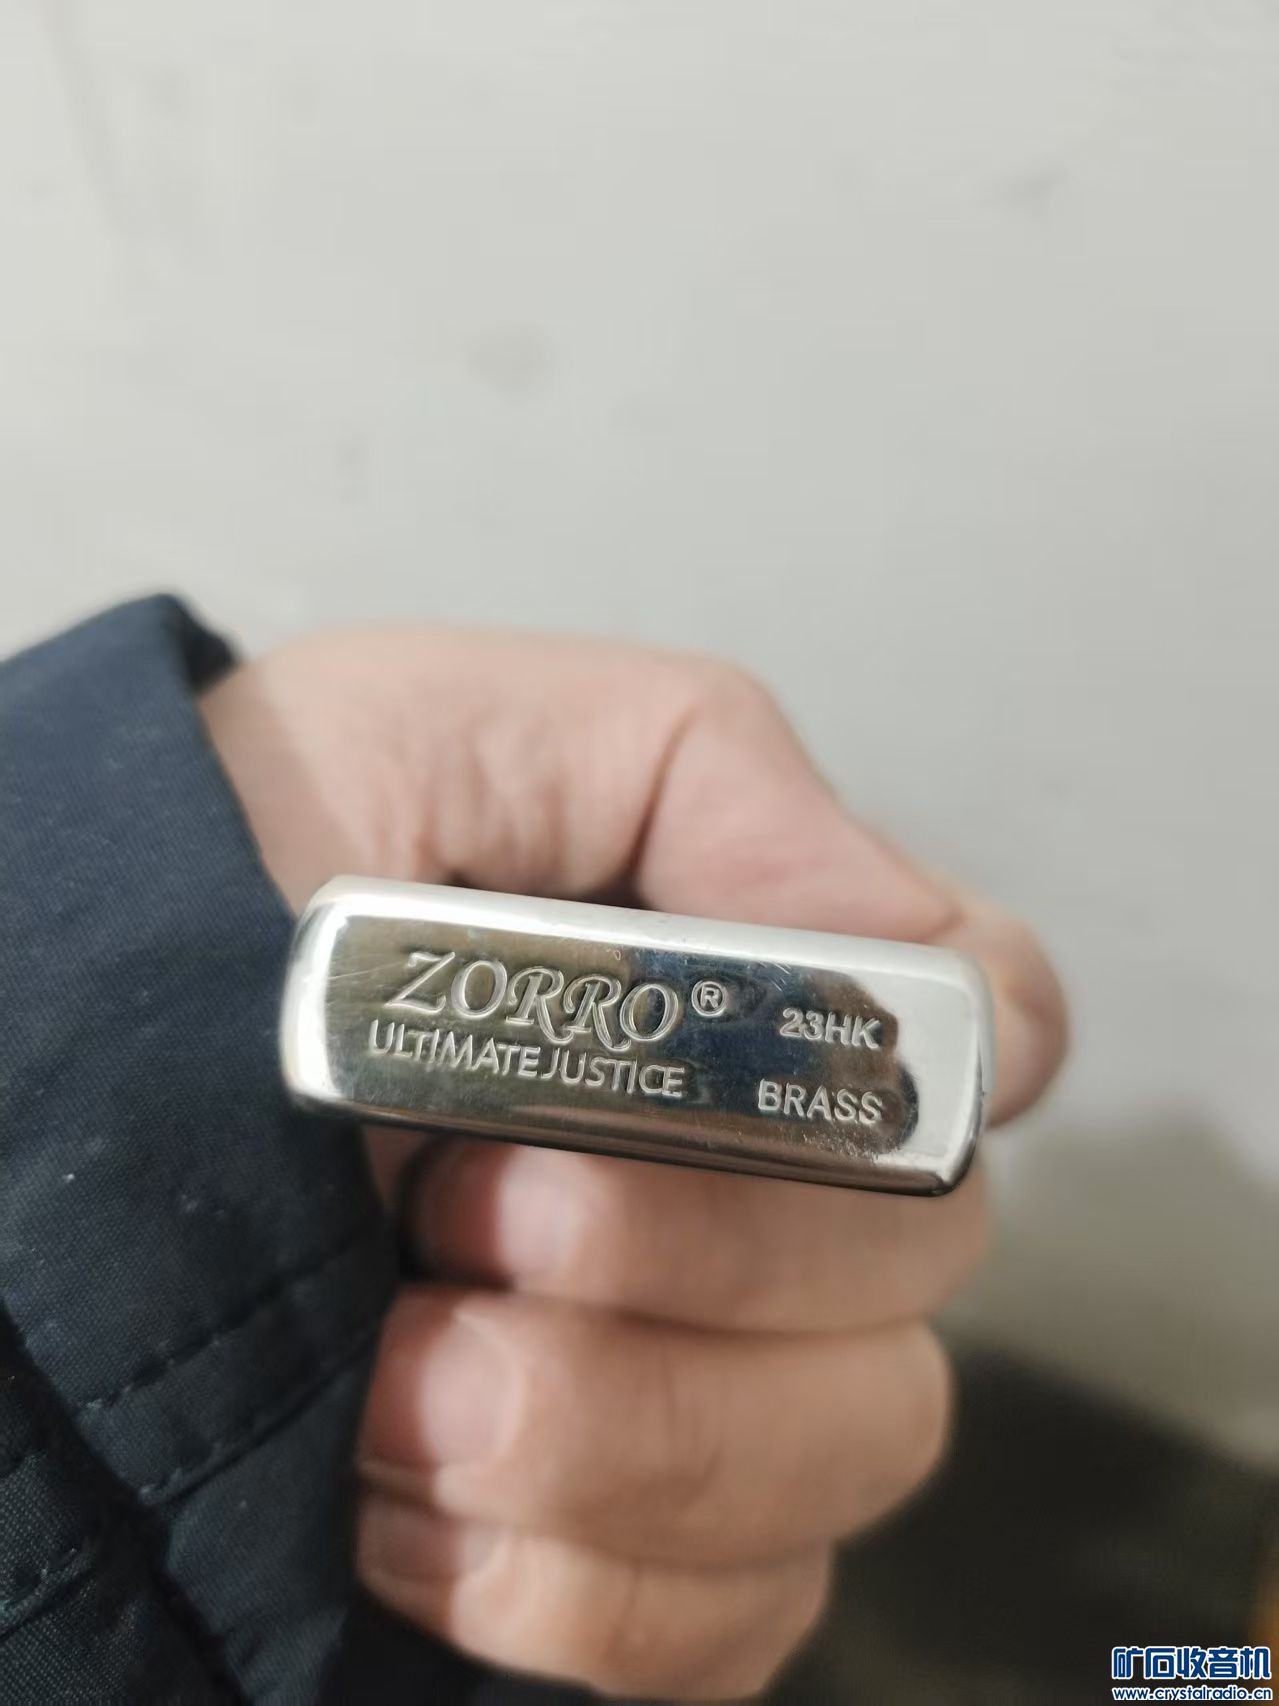 ZORRO®
ULTIMATE JUSTICE
23HK
BRASS
矿石收音机
www.crystalradio.cn